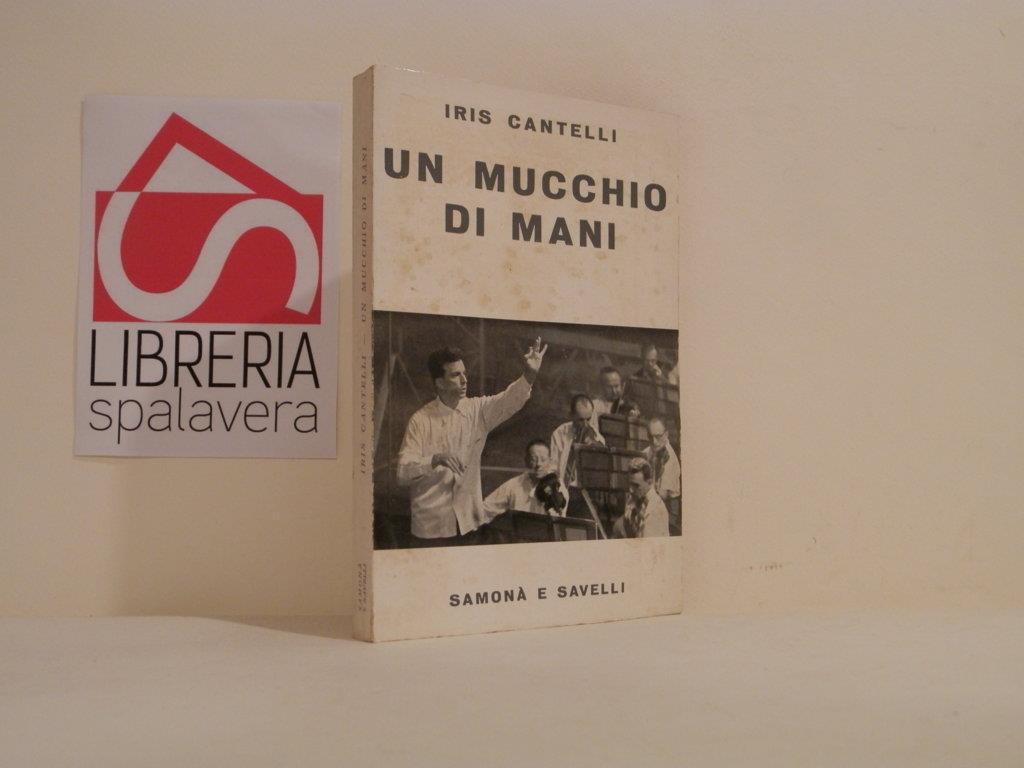 LIBRERIA
spalavera
IRIS CANTELLI
UN MUCCHIO
DI MANI
SAMONÀ E SAVELLI
IRIS CANTELLI - UN MUCCHIO DI MANI